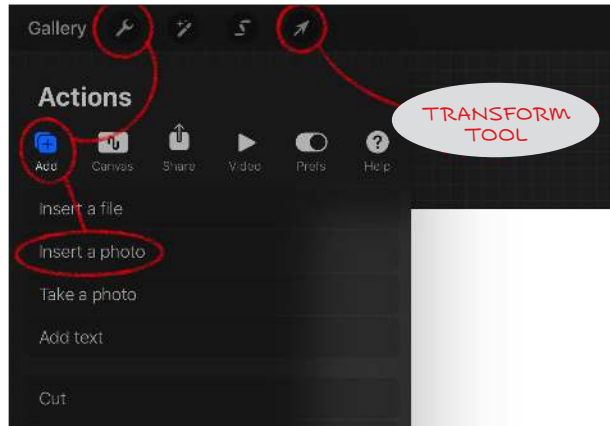 Gallery
TRANSFORM
TOOL
Actions
Add Canvas Share Video Prefs Help
Insert a file
Insert a photo
Take a photo
Add text
Cut